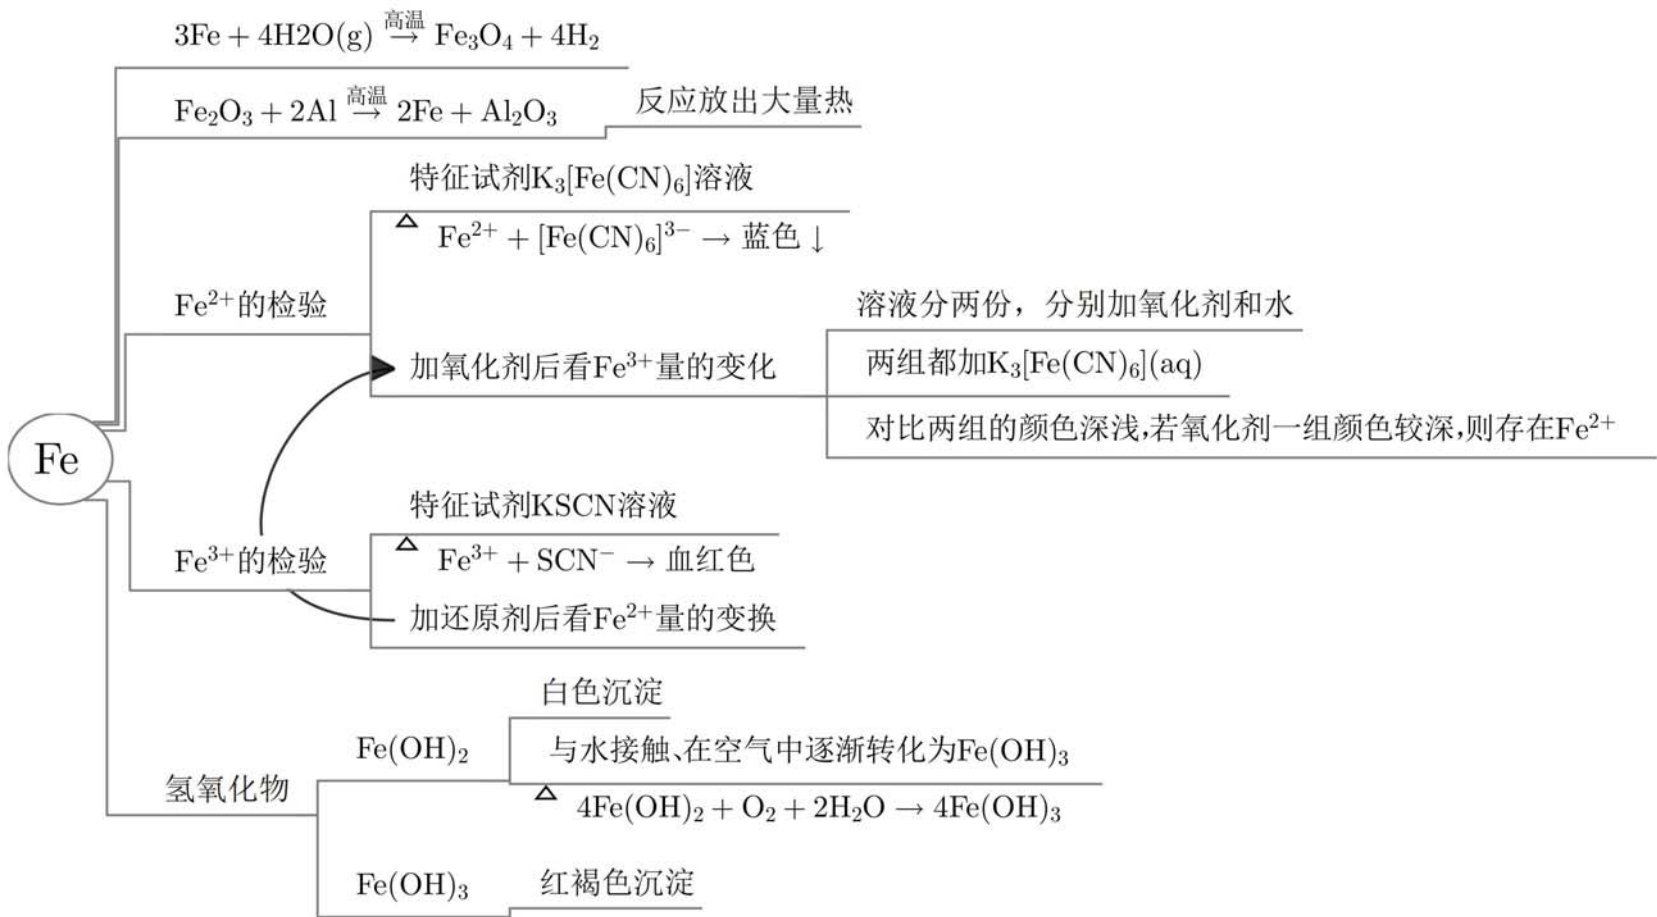 3Fe + 4H2O(g) 高温→ Fe₃O₄ + 4H₂
Fe₂O₃ + 2Al 高温→ 2Fe + Al₂O₃
反应放出大量热
特征试剂K₃[Fe(CN)₆]溶液
Fe²⁺ + [Fe(CN)₆]³⁻ → 蓝色↓
Fe²⁺的检验
溶液分两份，分别加氧化剂和水
加氧化剂后看Fe³⁺量的变化
两组都加K₃[Fe(CN)₆](aq)
对比两组的颜色深浅,若氧化剂一组颜色较深,则存在Fe²⁺
Fe
特征试剂KSCN溶液
Fe³⁺的检验
Fe³⁺ + SCN⁻ → 血红色
加还原剂后看Fe²⁺量的变换
白色沉淀
Fe(OH)₂
与水接触、在空气中逐渐转化为Fe(OH)₃
氢氧化物
4Fe(OH)₂ + O₂ + 2H₂O → 4Fe(OH)₃
Fe(OH)₃
红褐色沉淀